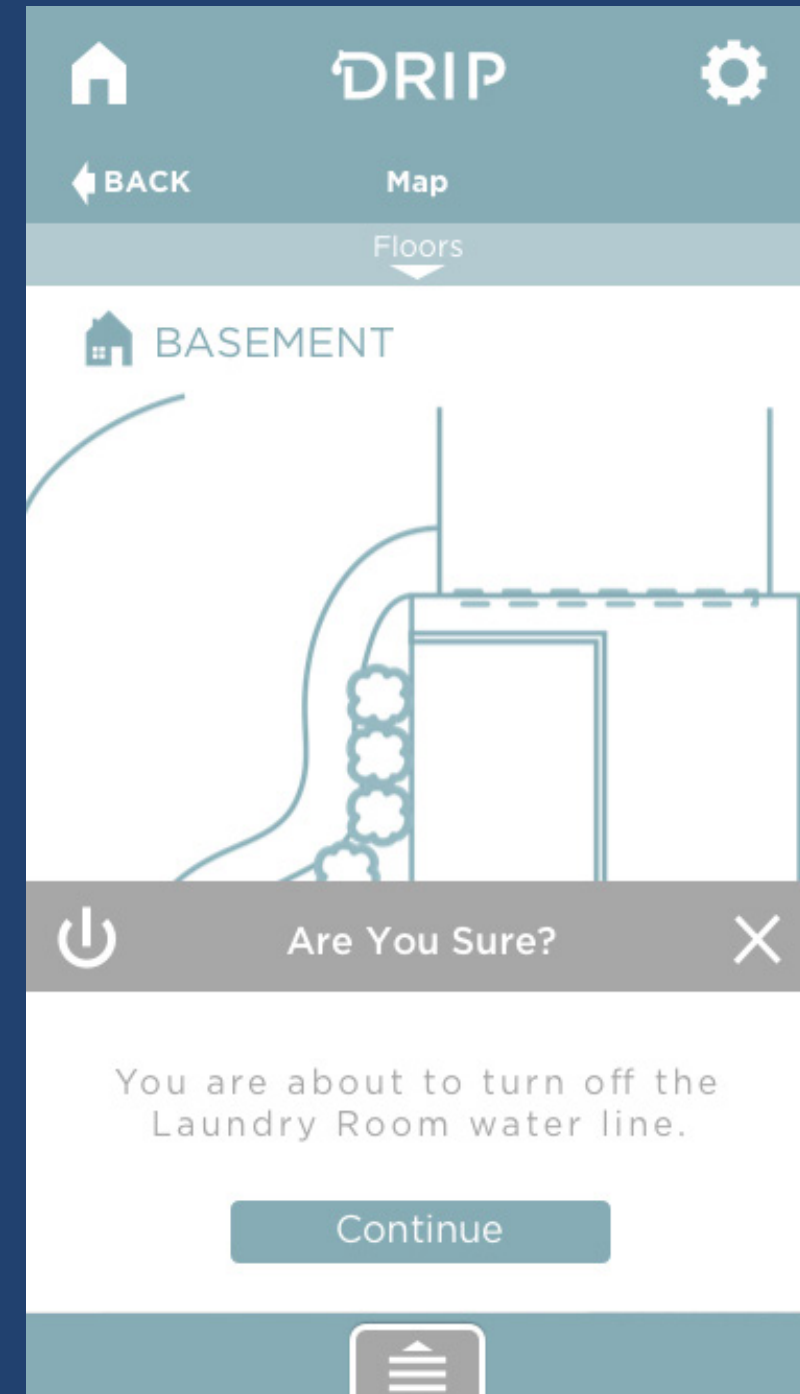 DRIP
BACK
Map
Floors
BASEMENT
Are You Sure?
You are about to turn off the
Laundry Room water line.
Continue